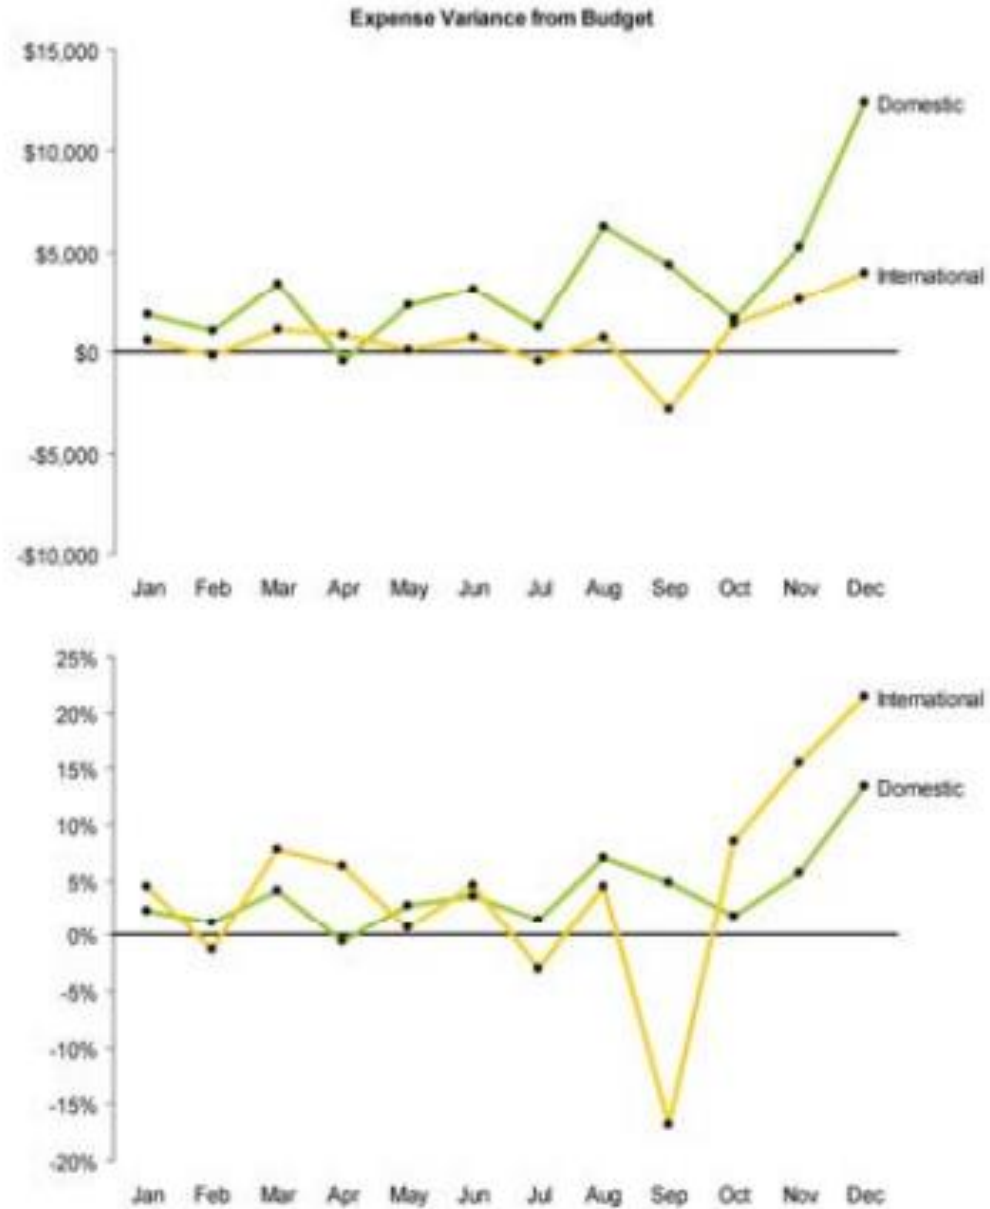 Expense Variance from Budget
$15,000
Domestic
$10,000
$5,000
International
$0
-$5,000
-$10,000
Jan Feb Mar Apr May Jun Jul Aug Sep Oct Nov Dec
25%
20%
International
15%
Domestic
10%
5%
0%
-5%
-10%
-15%
-20%
Jan Feb Mar Apr May Jun Jul Aug Sep Oct Nov Dec